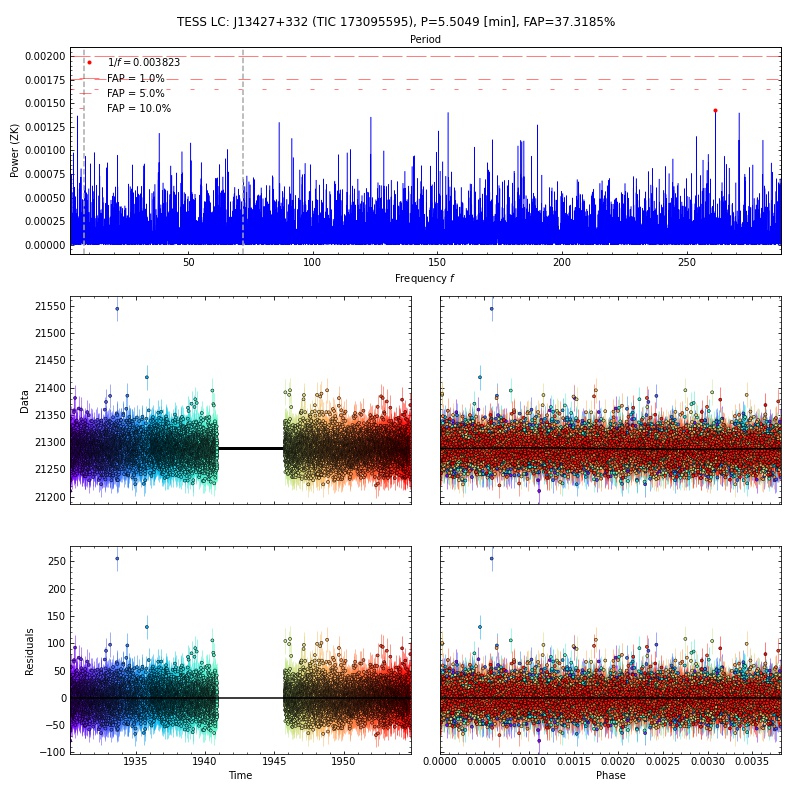 TESS LC: J13427+332 (TIC 173095595), P=5.5049 [min], FAP=37.3185%
Period
0.00200
0.00175
0.00150
0.00125
0.00100
0.00075
0.00050
0.00025
0.00000
Power (ZK)
1/f = 0.003823
FAP = 1.0%
FAP = 5.0%
FAP = 10.0%
50 100 150 200 250
Frequency f
21550
21500
21450
21400
21350
21300
21250
21200
Data
250
200
150
100
50
0
−50
−100
Residuals
1935 1940 1945 1950
Time
0.0000 0.0005 0.0010 0.0015 0.0020 0.0025 0.0030 0.0035
Phase